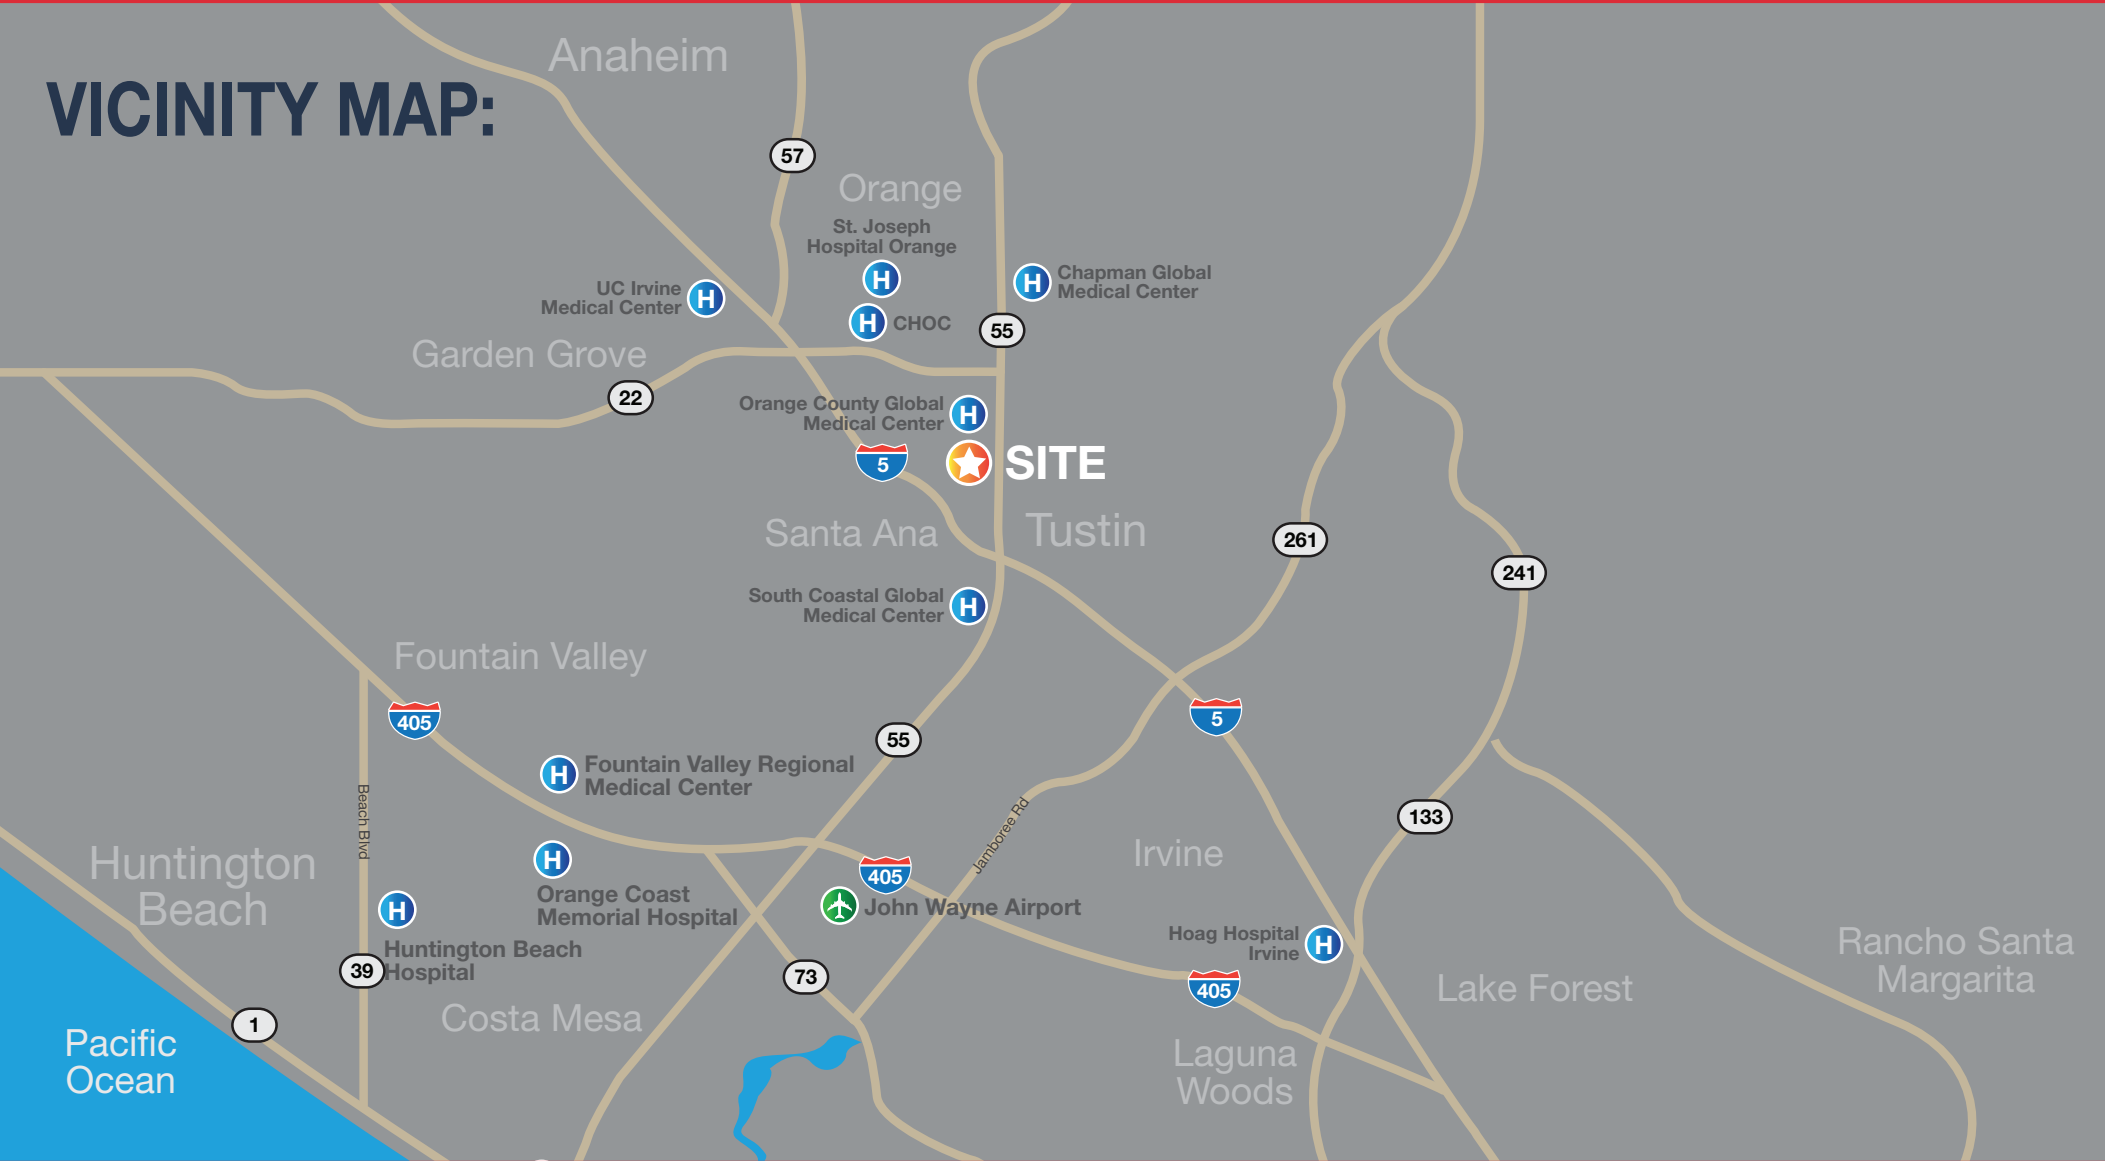 Anaheim
VICINITY MAP:
57
Orange
St. Joseph
Hospital Orange
H
UC Irvine
Medical Center
H
H
Chapman Global
Medical Center
H
CHOC
55
Garden Grove
22
Orange County Global
Medical Center
H
5
SITE
Santa Ana
Tustin
261
241
South Coastal Global
Medical Center
H
Fountain Valley
405
5
55
H
Fountain Valley Regional
Medical Center
Beach Blvd
Jamboree Rd
133
Huntington
Beach
H
Orange Coast
Memorial Hospital
Irvine
405
John Wayne Airport
H
Huntington Beach
Hospital
39
Hoag Hospital
Irvine
H
73
405
Rancho Santa
Margarita
Lake Forest
Costa Mesa
1
Pacific
Ocean
Laguna
Woods